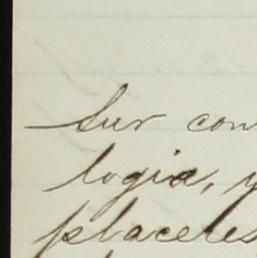 Sur con
logia, y
placeles